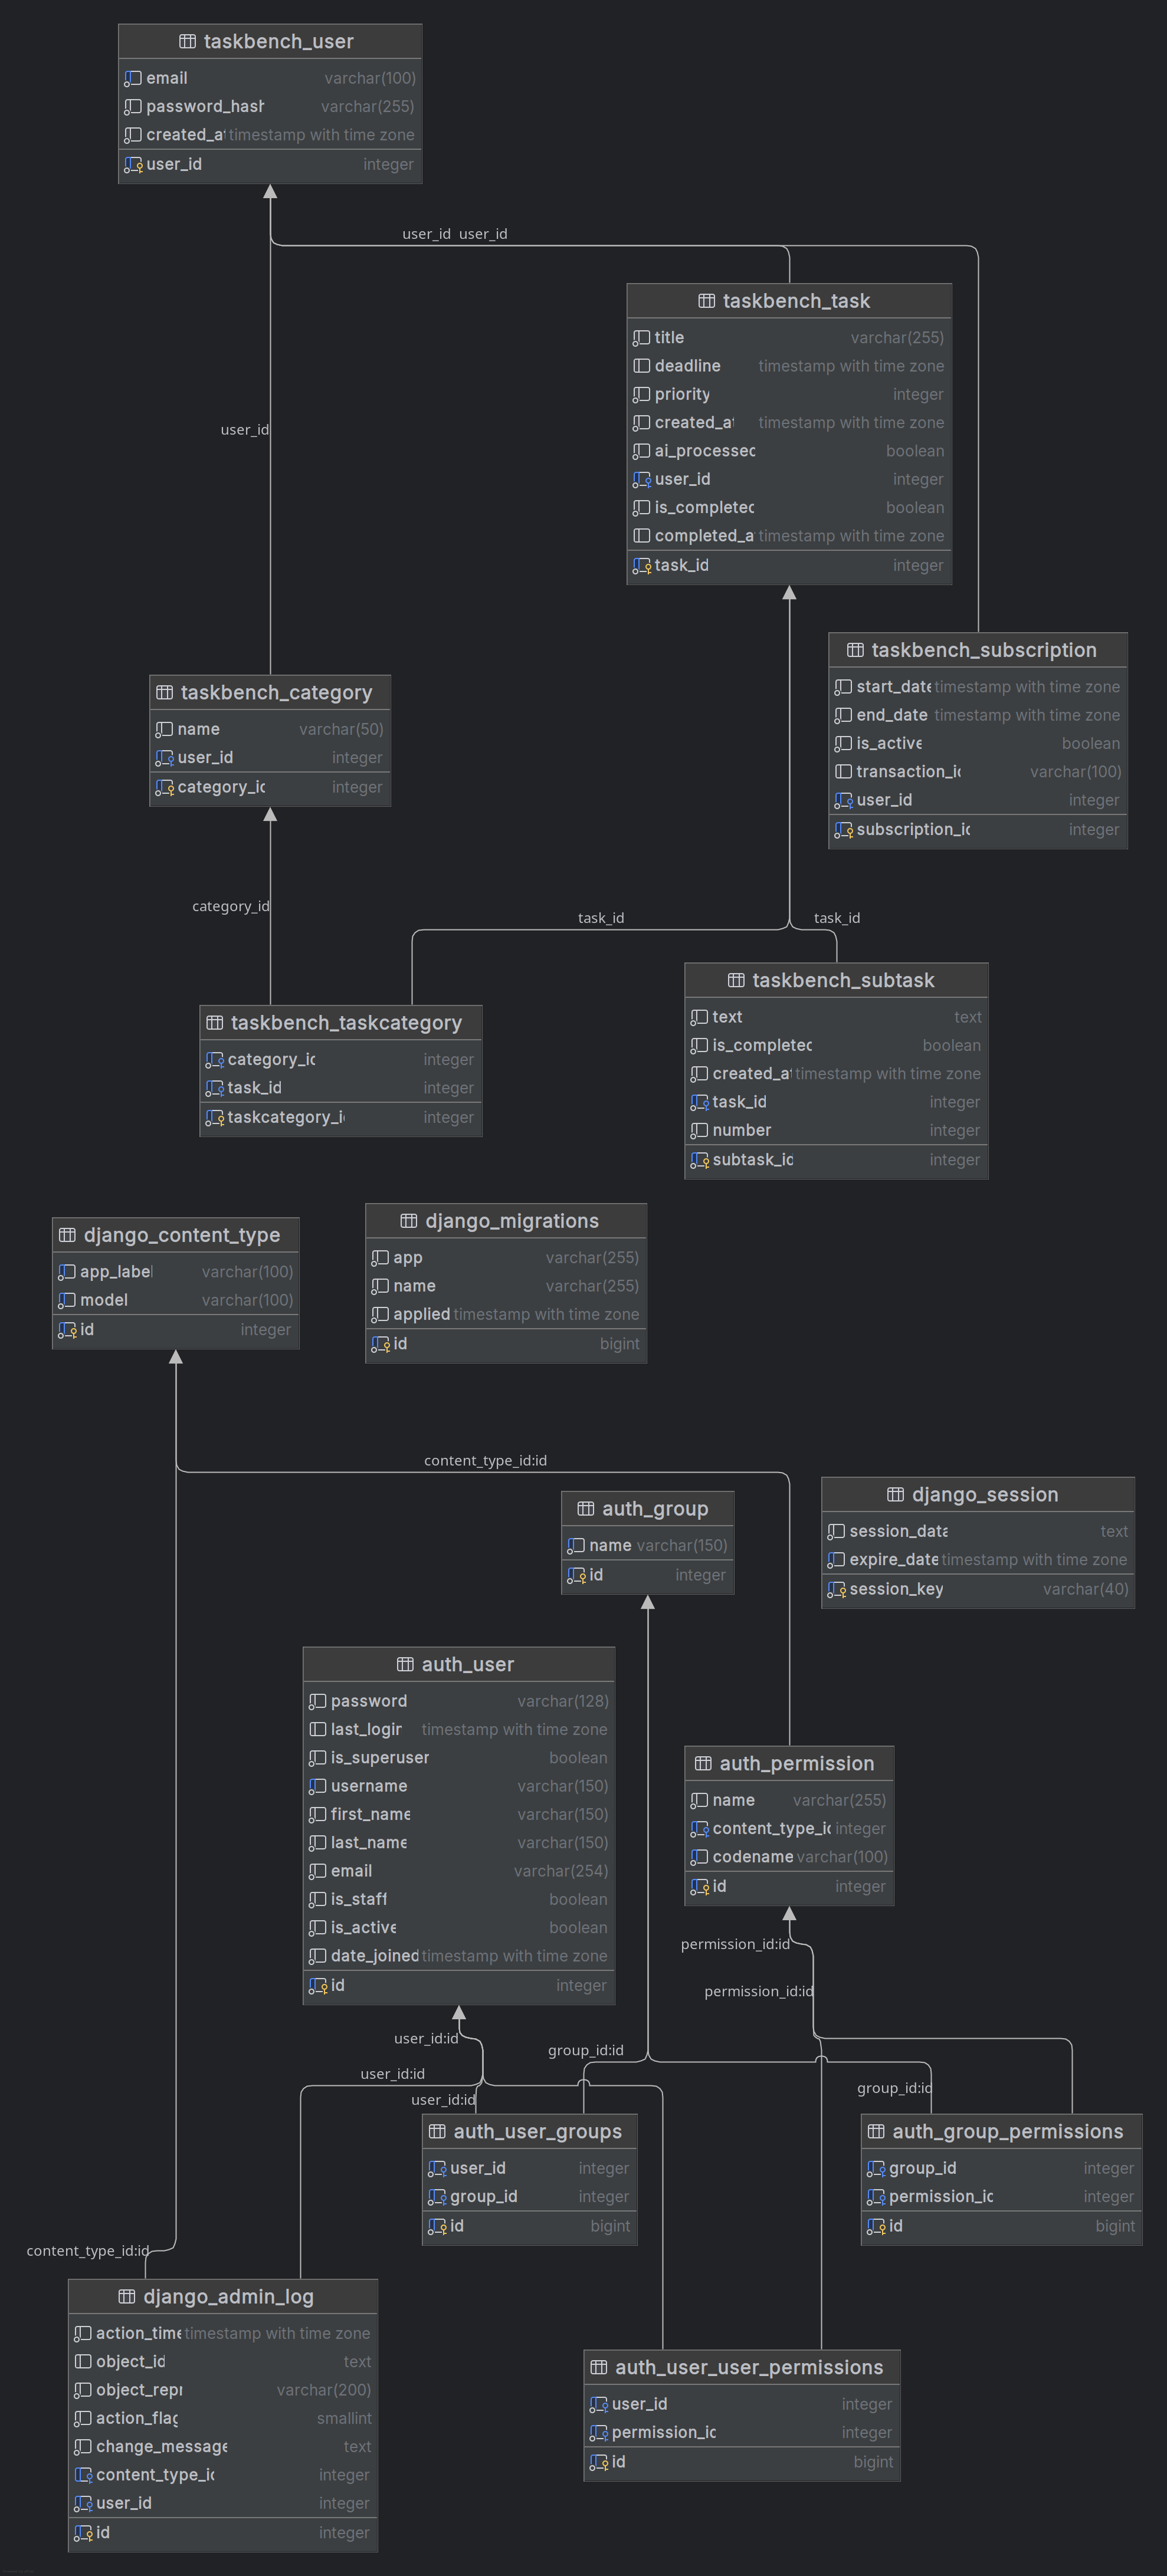 taskbench_user
email varchar(100)
password_hash varchar(255)
created_at timestamp with time zone
user_id integer
user_id user_id
taskbench_task
title varchar(255)
deadline timestamp with time zone
priority integer
created_at timestamp with time zone
ai_processed boolean
user_id integer
is_completed boolean
completed_a timestamp with time zone
task_id integer
user_id
taskbench_subscription
start_date timestamp with time zone
end_date timestamp with time zone
is_active boolean
transaction_id varchar(100)
user_id integer
subscription_id integer
taskbench_category
name varchar(50)
user_id integer
category_id integer
category_id
task_id
task_id
taskbench_subtask
text text
is_completed boolean
created_at timestamp with time zone
task_id integer
number integer
subtask_id integer
taskbench_taskcategory
category_id integer
task_id integer
taskcategory_id integer
django_content_type
app_label varchar(100)
model varchar(100)
id integer
django_migrations
app varchar(255)
name varchar(255)
applied timestamp with time zone
id bigint
content_type_id:id
auth_group
name varchar(150)
id integer
django_session
session_data text
expire_date timestamp with time zone
session_key varchar(40)
auth_user
password varchar(128)
last_login timestamp with time zone
is_superuser boolean
username varchar(150)
first_name varchar(150)
last_name varchar(150)
email varchar(254)
is_staff boolean
is_active boolean
date_joined timestamp with time zone
id integer
auth_permission
name varchar(255)
content_type_id integer
codename varchar(100)
id integer
permission_id:id
permission_id:id
user_id:id
group_id:id
user_id:id
group_id:id
user_id:id
auth_user_groups
user_id integer
group_id integer
id bigint
auth_group_permissions
group_id integer
permission_id integer
id bigint
content_type_id:id
django_admin_log
action_time timestamp with time zone
object_id text
object_repr varchar(200)
action_flag smallint
change_message text
content_type_id integer
user_id integer
id integer
auth_user_user_permissions
user_id integer
permission_id integer
id bigint